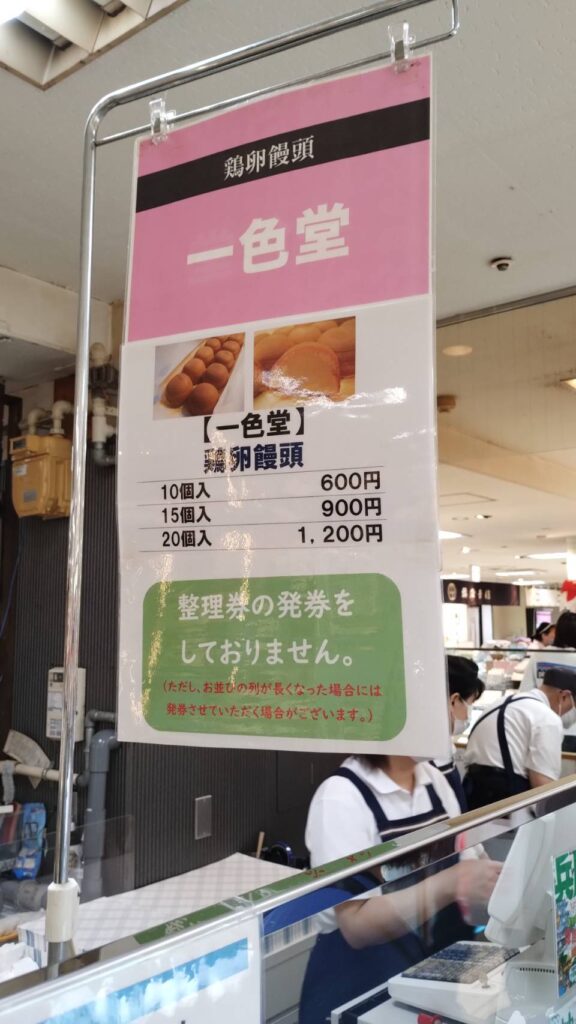 鶏卵饅頭
一色堂
【一色堂】
鶏卵饅頭
10個入 600円
15個入 900円
20個入 1,200円
整理券の発券を
しておりません。
(ただし、お並びの列が長くなった場合には
発券させていただく場合がございます。)
兵